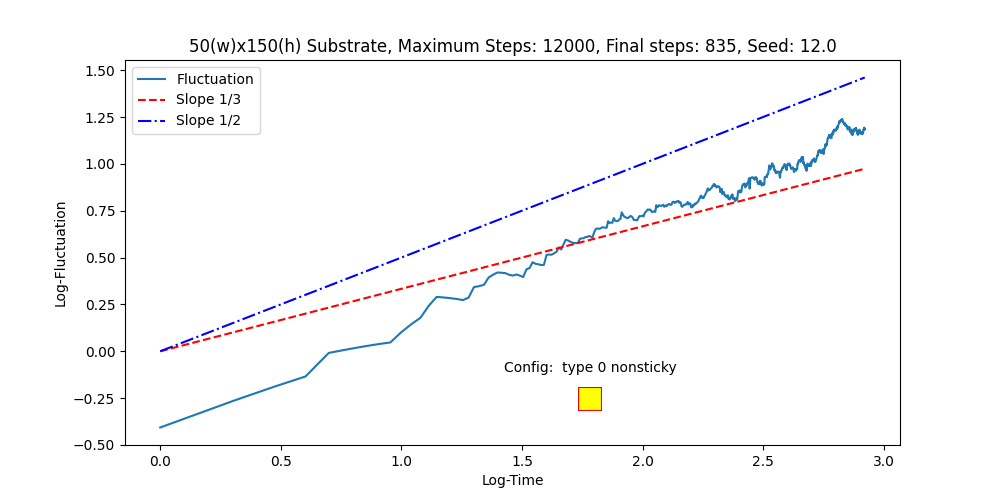 50(w)x150(h) Substrate, Maximum Steps: 12000, Final steps: 835, Seed: 12.0
Fluctuation
Slope 1/3
Slope 1/2
1.50
1.25
1.00
0.75
0.50
0.25
0.00
−0.25
−0.50
Log-Fluctuation
Config:  type 0 nonsticky
0.0 0.5 1.0 1.5 2.0 2.5 3.0
Log-Time